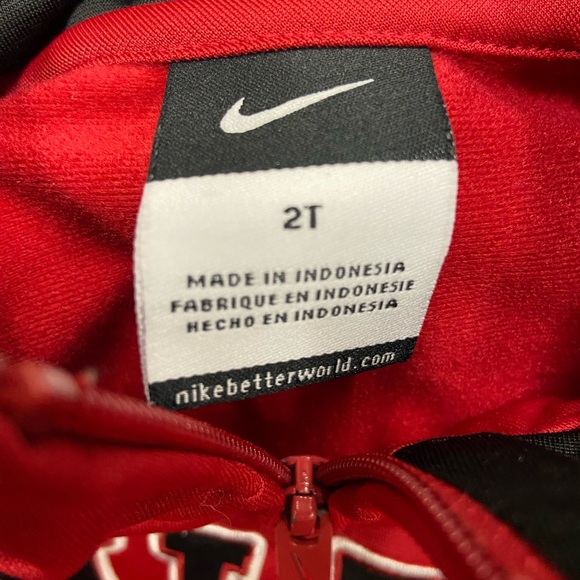 2T
MADE IN INDONESIA
FABRIQUE EN INDONESIE
HECHO EN INDONESIA
nikebetterworld.com